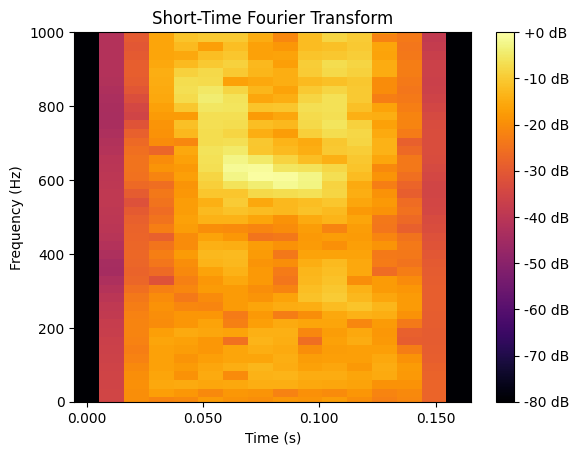 Short-Time Fourier Transform
Frequency (Hz)
1000
800
600
400
200
0
0.000
0.050
0.100
0.150
Time (s)
+0 dB
-10 dB
-20 dB
-30 dB
-40 dB
-50 dB
-60 dB
-70 dB
-80 dB